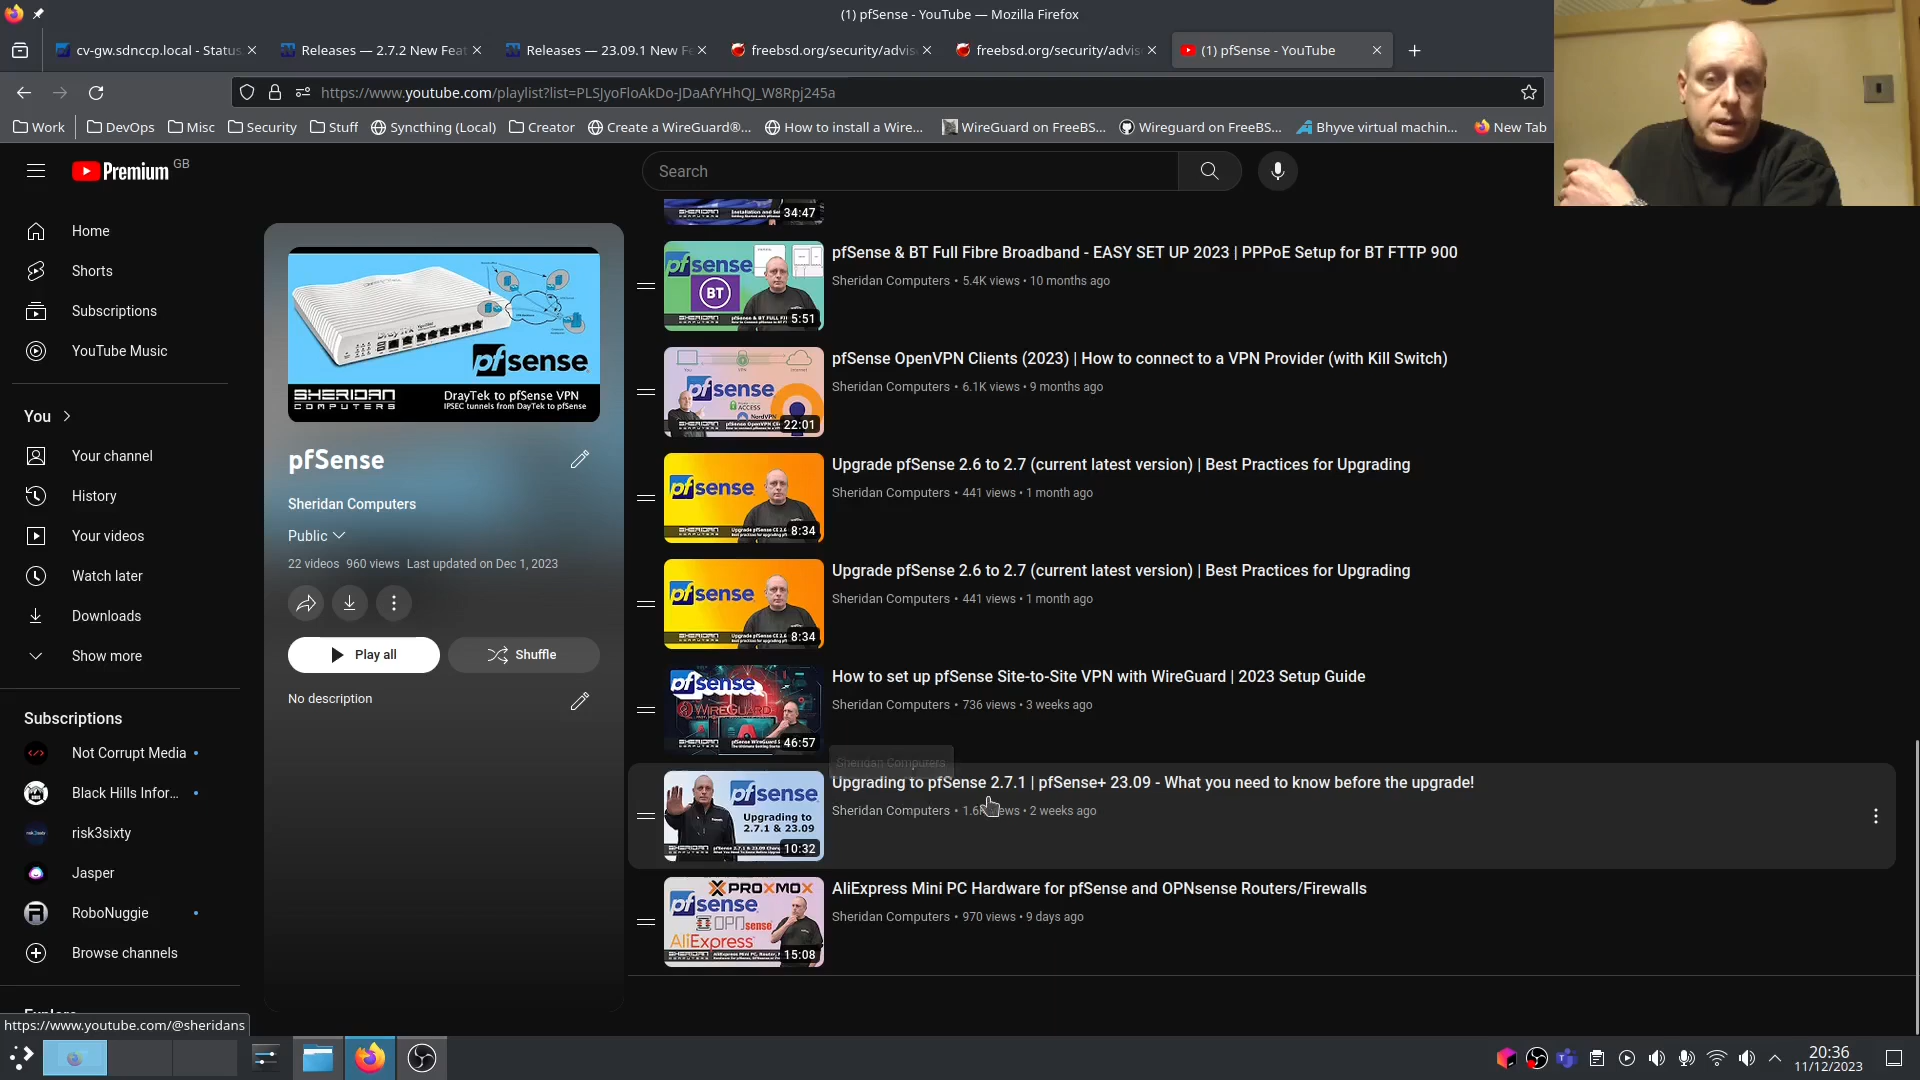 (1) pfSense - YouTube — Mozilla Firefox
cv-gw.sdnccp.local - Status
Releases — 2.7.2 New Feat
Releases — 23.09.1 New F
freebsd.org/security/advis
freebsd.org/security/advis
(1) pfSense - YouTube
https://www.youtube.com/playlist?list=PLSJyoFloAkDo-JDaAfYHhQJ_W8Rpj245a
Work
DevOps
Misc
Security
Stuff
Syncthing (Local)
Creator
Create a WireGuard®...
How to install a Wire...
WireGuard on FreeBS...
Wireguard on FreeBS...
Bhyve virtual machin...
New Tab
Premium GB
Search
Home
Shorts
Subscriptions
YouTube Music
You
Your channel
History
Your videos
Watch later
Downloads
Show more
Subscriptions
Not Corrupt Media
Black Hills Infor...
risk3sixty
Jasper
RoboNuggie
Browse channels
https://www.youtube.com/@sheridans
pfsense
SHERIDAN
COMPUTERS
DrayTek to pfSense VPN
IPSEC tunnels from DayTek to pfSense
pfSense
Sheridan Computers
Public
22 videos 960 views Last updated on Dec 1, 2023
Play all
Shuffle
No description
34:47
pfsense
BT
5:51
pfSense & BT Full Fibre Broadband - EASY SET UP 2023 | PPPoE Setup for BT FTTP 900
Sheridan Computers • 5.4K views • 10 months ago
pfsense
22:01
pfSense OpenVPN Clients (2023) | How to connect to a VPN Provider (with Kill Switch)
Sheridan Computers • 6.1K views • 9 months ago
pfsense
8:34
Upgrade pfSense 2.6 to 2.7 (current latest version) | Best Practices for Upgrading
Sheridan Computers • 441 views • 1 month ago
pfsense
8:34
Upgrade pfSense 2.6 to 2.7 (current latest version) | Best Practices for Upgrading
Sheridan Computers • 441 views • 1 month ago
pfsense
WIREGUARD
46:57
How to set up pfSense Site-to-Site VPN with WireGuard | 2023 Setup Guide
Sheridan Computers • 736 views • 3 weeks ago
Sheridan Computers
pfsense
Upgrading to
2.7.1 & 23.09
10:32
Upgrading to pfSense 2.7.1 | pfSense+ 23.09 - What you need to know before the upgrade!
Sheridan Computers • 2 weeks ago
PROXMOX
pfsense
OPNsense
AliExpress
15:08
AliExpress Mini PC Hardware for pfSense and OPNsense Routers/Firewalls
Sheridan Computers • 970 views • 9 days ago
20:36
11/12/2023